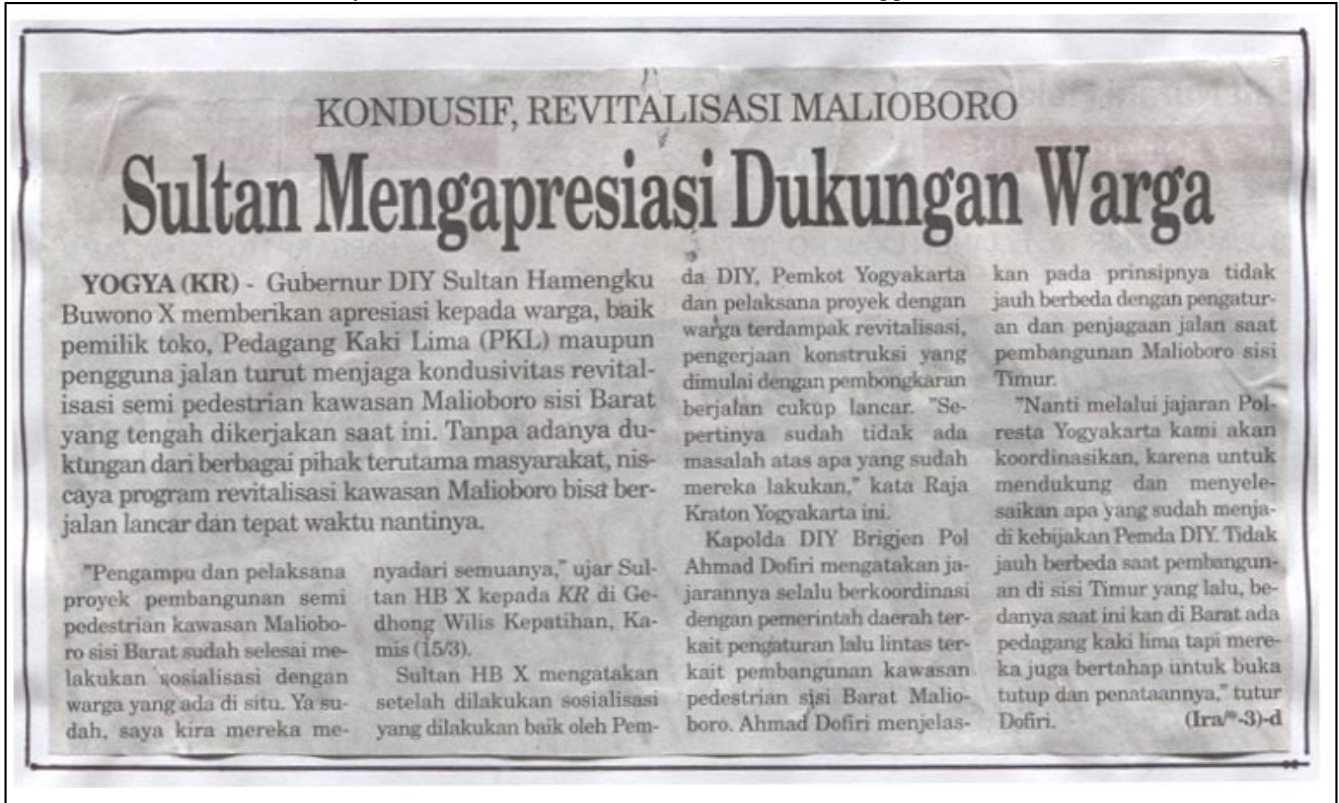 KONDUSIF, REVITALISASI MALIOBORO
Sultan Mengapresiasi Dukungan Warga
YOGYA (KR) - Gubernur DIY Sultan Hamengku
Buwono X memberikan apresiasi kepada warga, baik
pemilik toko, Pedagang Kaki Lima (PKL) maupun
pengguna jalan turut menjaga kondusivitas revital-
isasi semi pedestrian kawasan Malioboro sisi Barat
yang tengah dikerjakan saat ini. Tanpa adanya du-
kungan dari berbagai pihak terutama masyarakat, nis-
caya program revitalisasi kawasan Malioboro bisa ber-
jalan lancar dan tepat waktu nantinya.
"Pengampu dan pelaksana
proyek pembangunan semi
pedestrian kawasan Maliobo-
ro sisi Barat sudah selesai me-
lakukan sosialisasi dengan
warga yang ada di situ. Ya su-
dah, saya kira mereka me-
nyadari semuanya," ujar Sul-
tan HB X kepada KR di Ge-
dhong Wilis Kepatihan, Ka-
mis (15/3).
Sultan HB X mengatakan
setelah dilakukan sosialisasi
yang dilakukan baik oleh Pem-
da DIY, Pemkot Yogyakarta
dan pelaksana proyek dengan
warga terdampak revitalisasi,
pengerjaan konstruksi yang
dimulai dengan pembongkaran
berjalan cukup lancar. "Se-
pertinya sudah tidak ada
masalah atas apa yang sudah
mereka lakukan," kata Raja
Kraton Yogyakarta ini.
Kapolda DIY Brigjen Pol
Ahmad Dofiri mengatakan ja-
jarannya selalu berkoordinasi
dengan pemerintah daerah ter-
kait pengaturan lalu lintas ter-
kait pembangunan kawasan
pedestrian sisi Barat Malio-
boro. Ahmad Dofiri menjelas-
kan pada prinsipnya tidak
jauh berbeda dengan pengatur-
an dan penjagaan jalan saat
pembangunan Malioboro sisi
Timur.
"Nanti melalui jajaran Pol-
resta Yogyakarta kami akan
koordinasikan, karena untuk
mendukung dan menyele-
saikan apa yang sudah menja-
di kebijakan Pemda DIY. Tidak
jauh berbeda saat pembangun-
an di sisi Timur yang lalu, be-
danya saat ini kan di Barat ada
pedagang kaki lima tapi mere-
ka juga bertahap untuk buka
tutup dan penataannya," tutur
Dofiri. (Ira/*-3)-d